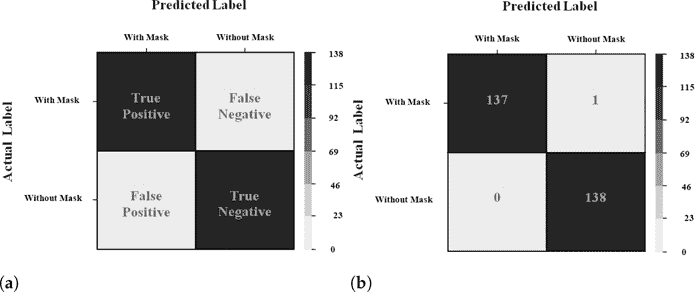 Predicted Label
With Mask Without Mask
138
115
92
69
46
23
0
Actual Label
With Mask
Without Mask
True
Positive
False
Negative
False
Positive
True
Negative
(a)
Predicted Label
With Mask Without Mask
138
115
92
69
46
23
0
Actual Label
With Mask
Without Mask
137 1
0 138
(b)